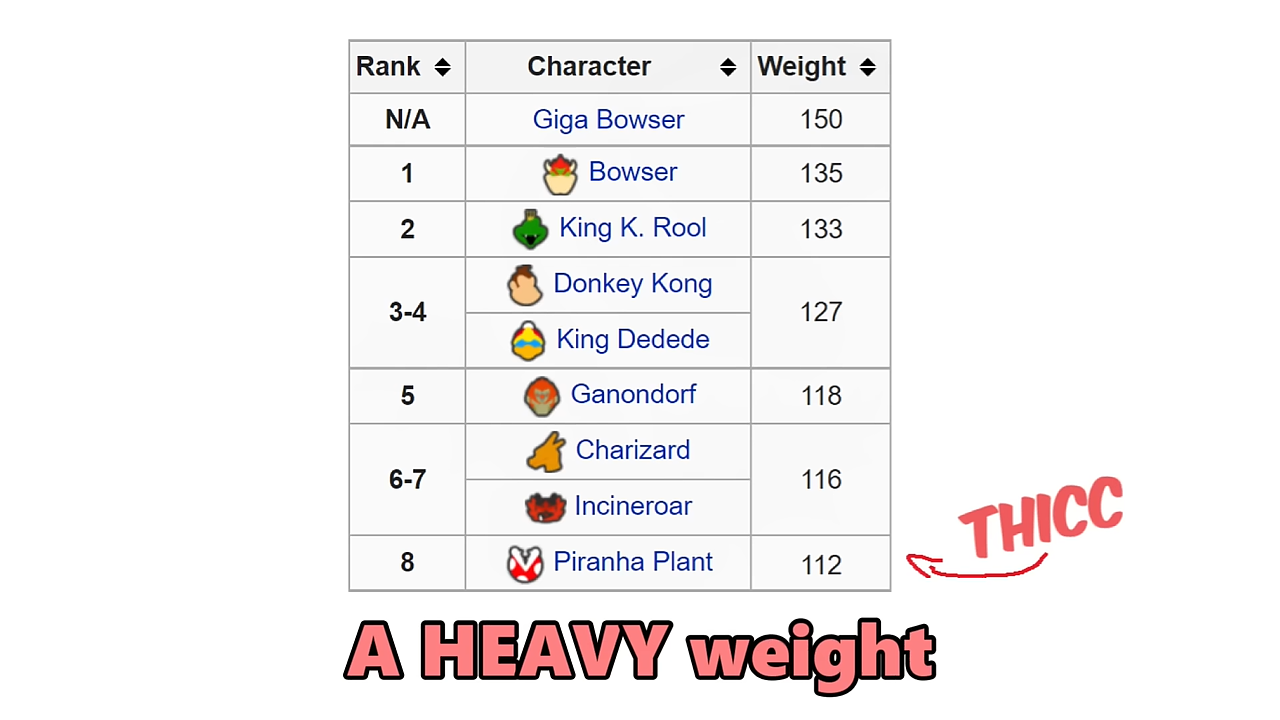 Rank Character Weight
N/A Giga Bowser 150
1 Bowser 135
2 King K. Rool 133
3-4 Donkey Kong 127
King Dedede
5 Ganondorf 118
6-7 Charizard 116
Incineroar
8 Piranha Plant 112
THICC
A HEAVY weight